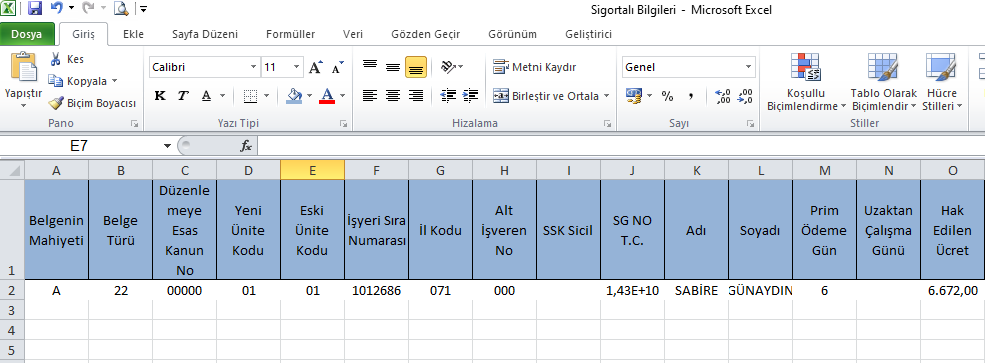 Sigortalı Bilgileri - Microsoft Excel
Dosya Giriş Ekle Sayfa Düzeni Formüller Veri Gözden Geçir Görünüm Geliştirici
Yapıştır
Kes
Kopyala
Biçim Boyacısı
Pano
Calibri 11
K T A
A
Yazı Tipi
Metni Kaydır
Birleştir ve Ortala
Hizalama
Genel
% , ,00 ,0
Sayı
Koşullu Biçimlendirme
Tablo Olarak Biçimlendir
Hücre Stilleri
Stiller
E7 fx
A B C D E F G H I J K L M N O
1
Belgenin Mahiyeti
Belge Türü
Düzenle meye Esas Kanun No
Yeni Ünite Kodu
Eski Ünite Kodu
İşyeri Sıra Numarası
İl Kodu
Alt İşveren No
SSK Sicil
SG NO T.C.
Adı
Soyadı
Prim Ödeme Gün
Uzaktan Çalışma Günü
Hak Edilen Ücret
2 A 22 00000 01 01 1012686 071 000 1,43E+10 SABİRE GÜNAYDIN 6 6.672,00
3
4
5